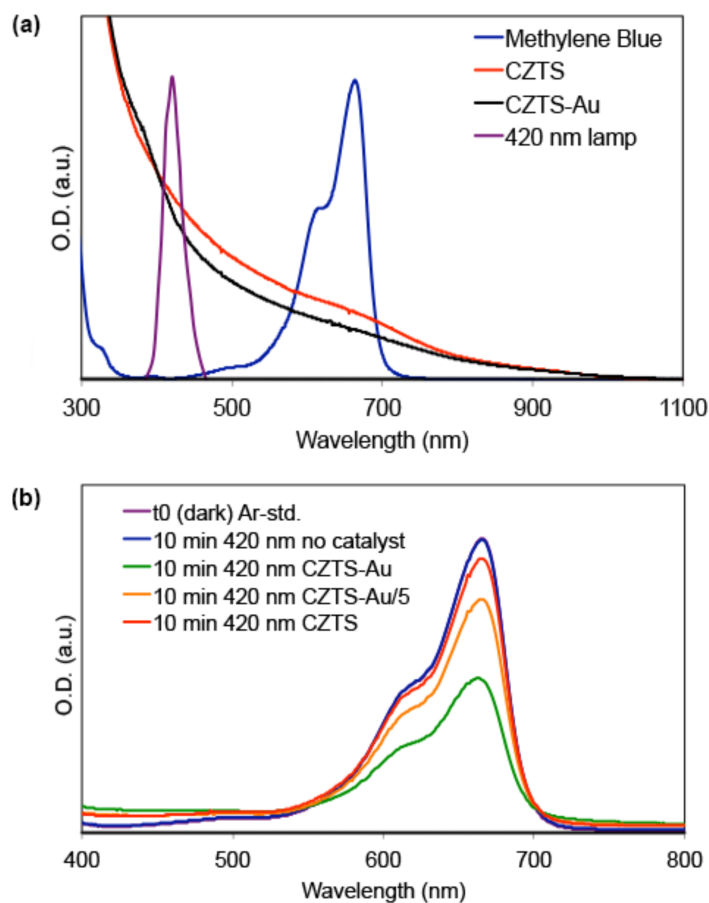 (a)
Methylene Blue
CZTS
CZTS-Au
420 nm lamp
O.D. (a.u.)
300 500 700 900 1100
Wavelength (nm)
(b)
t0 (dark) Ar-std.
10 min 420 nm no catalyst
10 min 420 nm CZTS-Au
10 min 420 nm CZTS-Au/5
10 min 420 nm CZTS
O.D. (a.u.)
400 500 600 700 800
Wavelength (nm)